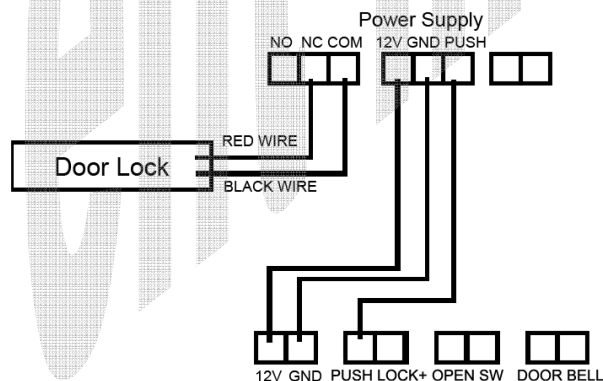 Power Supply
NO NC COM 12V GND PUSH
RED WIRE
Door Lock
BLACK WIRE
12V GND PUSH LOCK+ OPEN SW DOOR BELL